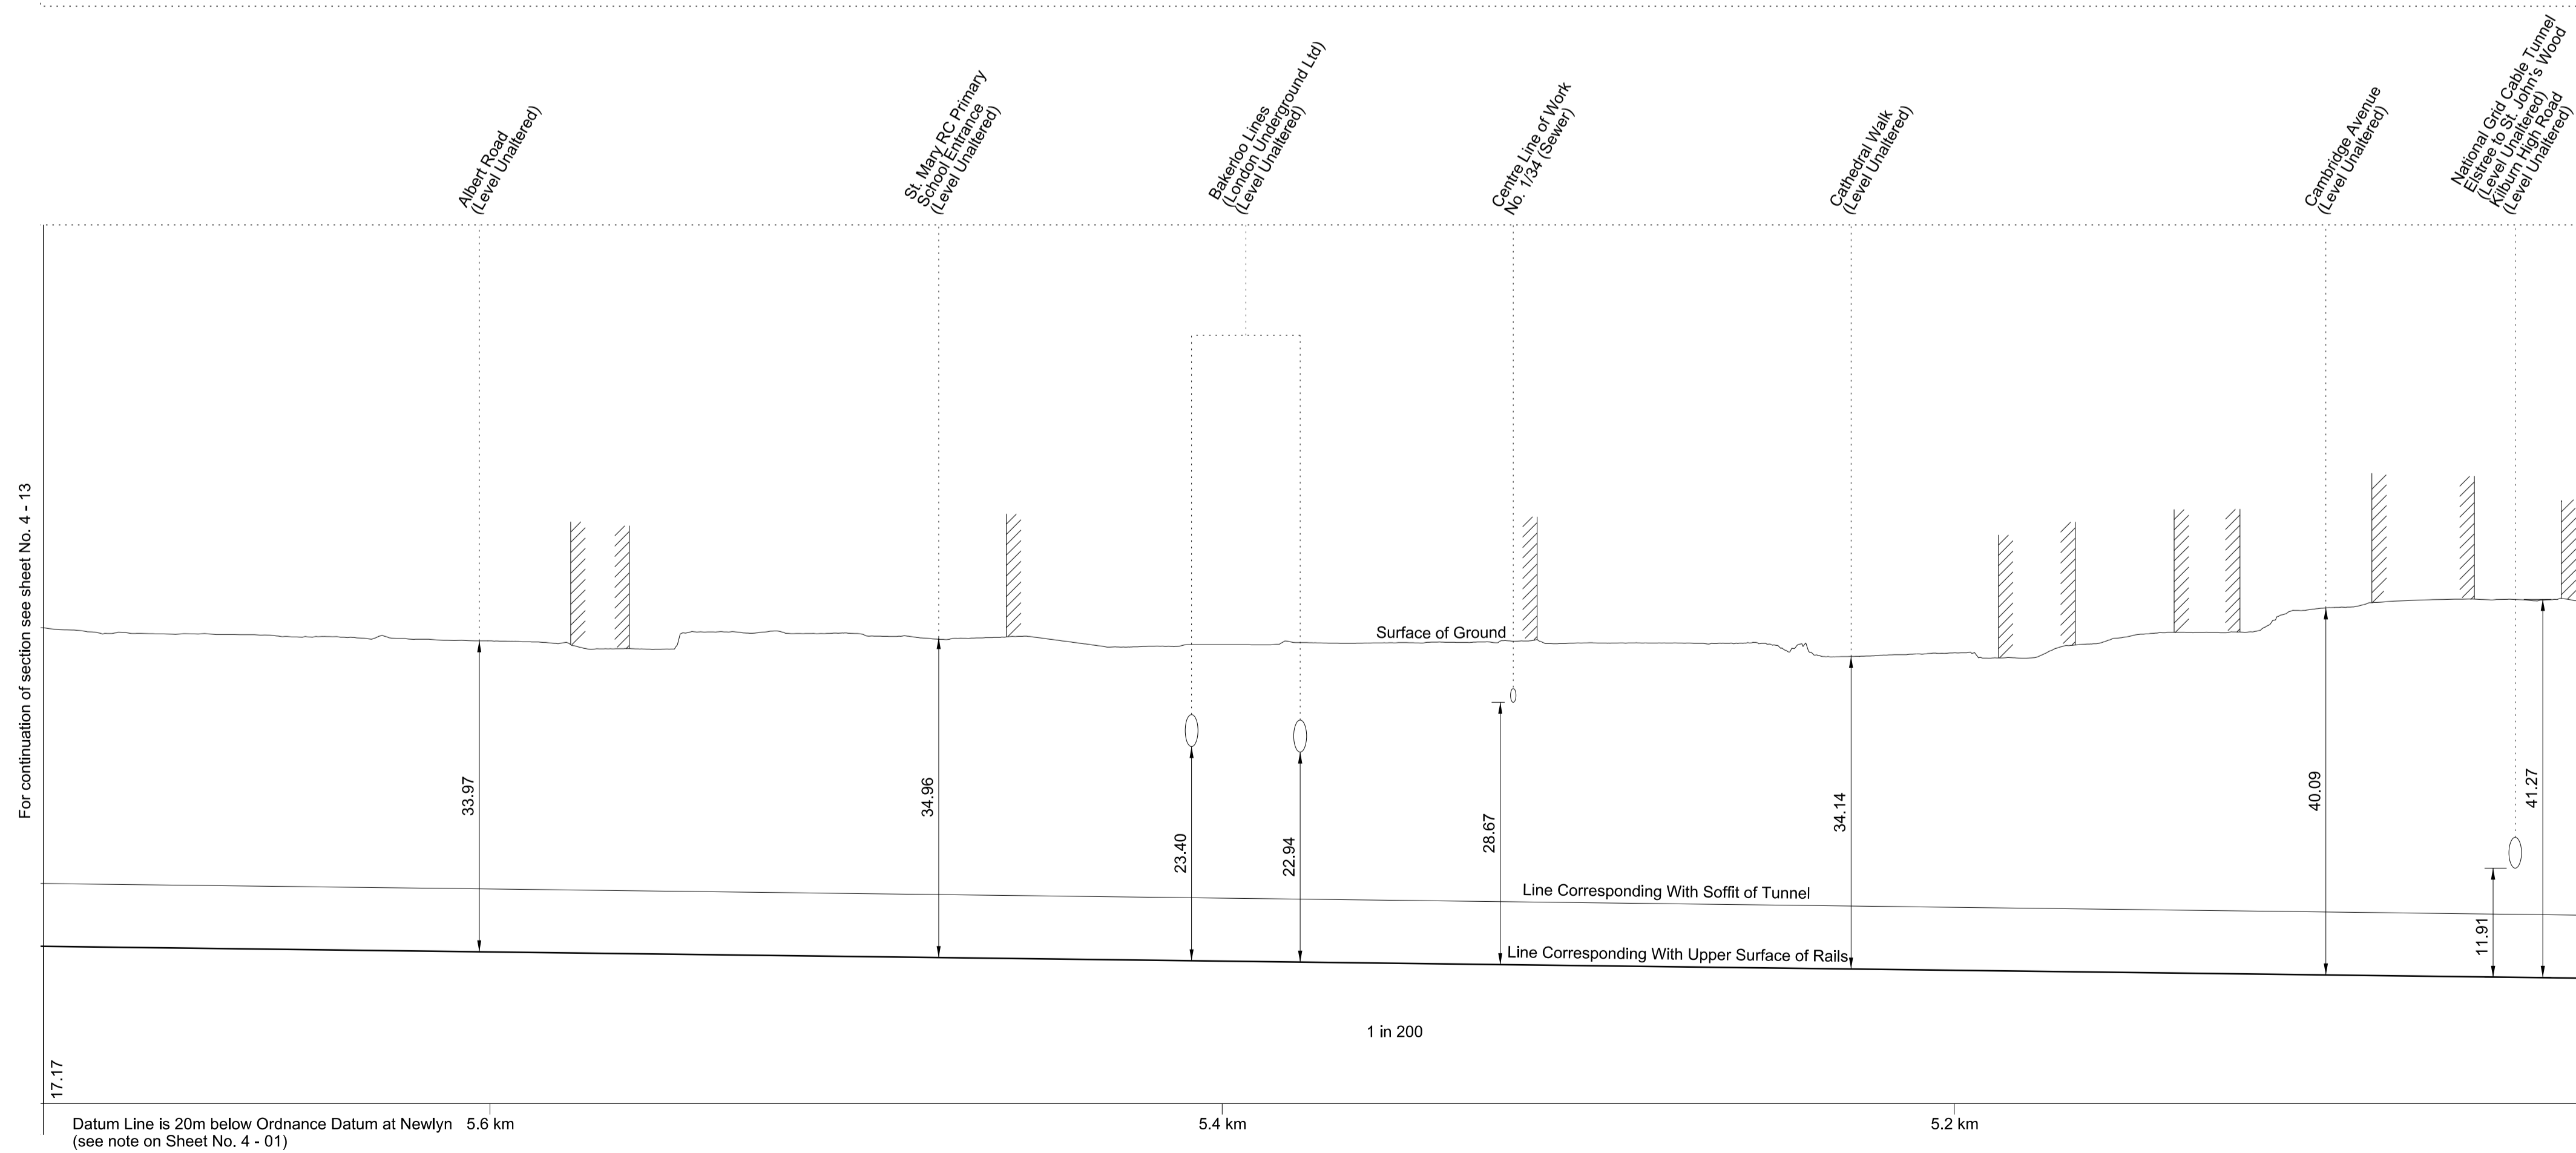 Albert Road
(Level Unaltered)
St. Mary RC Primary
School Entrance
(Level Unaltered)
Bakerloo Lines
(London Underground Ltd)
(Level Unaltered)
Centre Line of Work
No. 1/34 (Sewer)
Cathedral Walk
(Level Unaltered)
Cambridge Avenue
(Level Unaltered)
National Grid Cable Tunnel
Elstree to St. John's Wood
(Level Unaltered)
Kilburn High Road
(Level Unaltered)
For continuation of section see sheet No. 4 - 13
Surface of Ground
33.97
34.96
23.40
22.94
28.67
34.14
40.09
41.27
11.91
Line Corresponding With Soffit of Tunnel
Line Corresponding With Upper Surface of Rails
1 in 200
17.17
Datum Line is 20m below Ordnance Datum at Newlyn
(see note on Sheet No. 4 - 01)
5.6 km
5.4 km
5.2 km